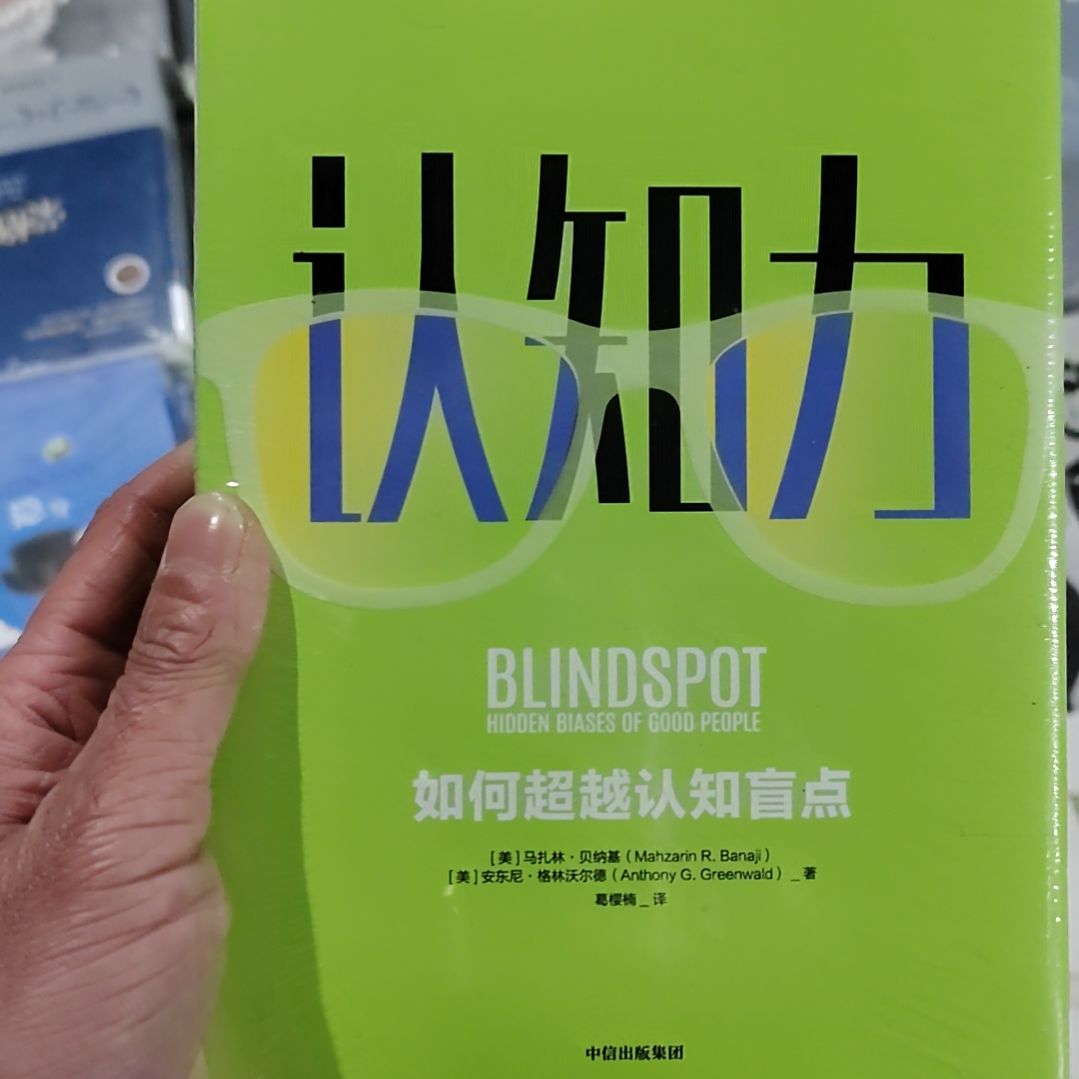 认知力
BLINDSPOT
HIDDEN BIASES OF GOOD PEOPLE
如何超越认知盲点
[美]马扎林·贝纳基（Mahzarin R. Banaji）
[美]安东尼·格林沃尔德（Anthony G. Greenwald）_著
葛樱楠_译
中信出版集团